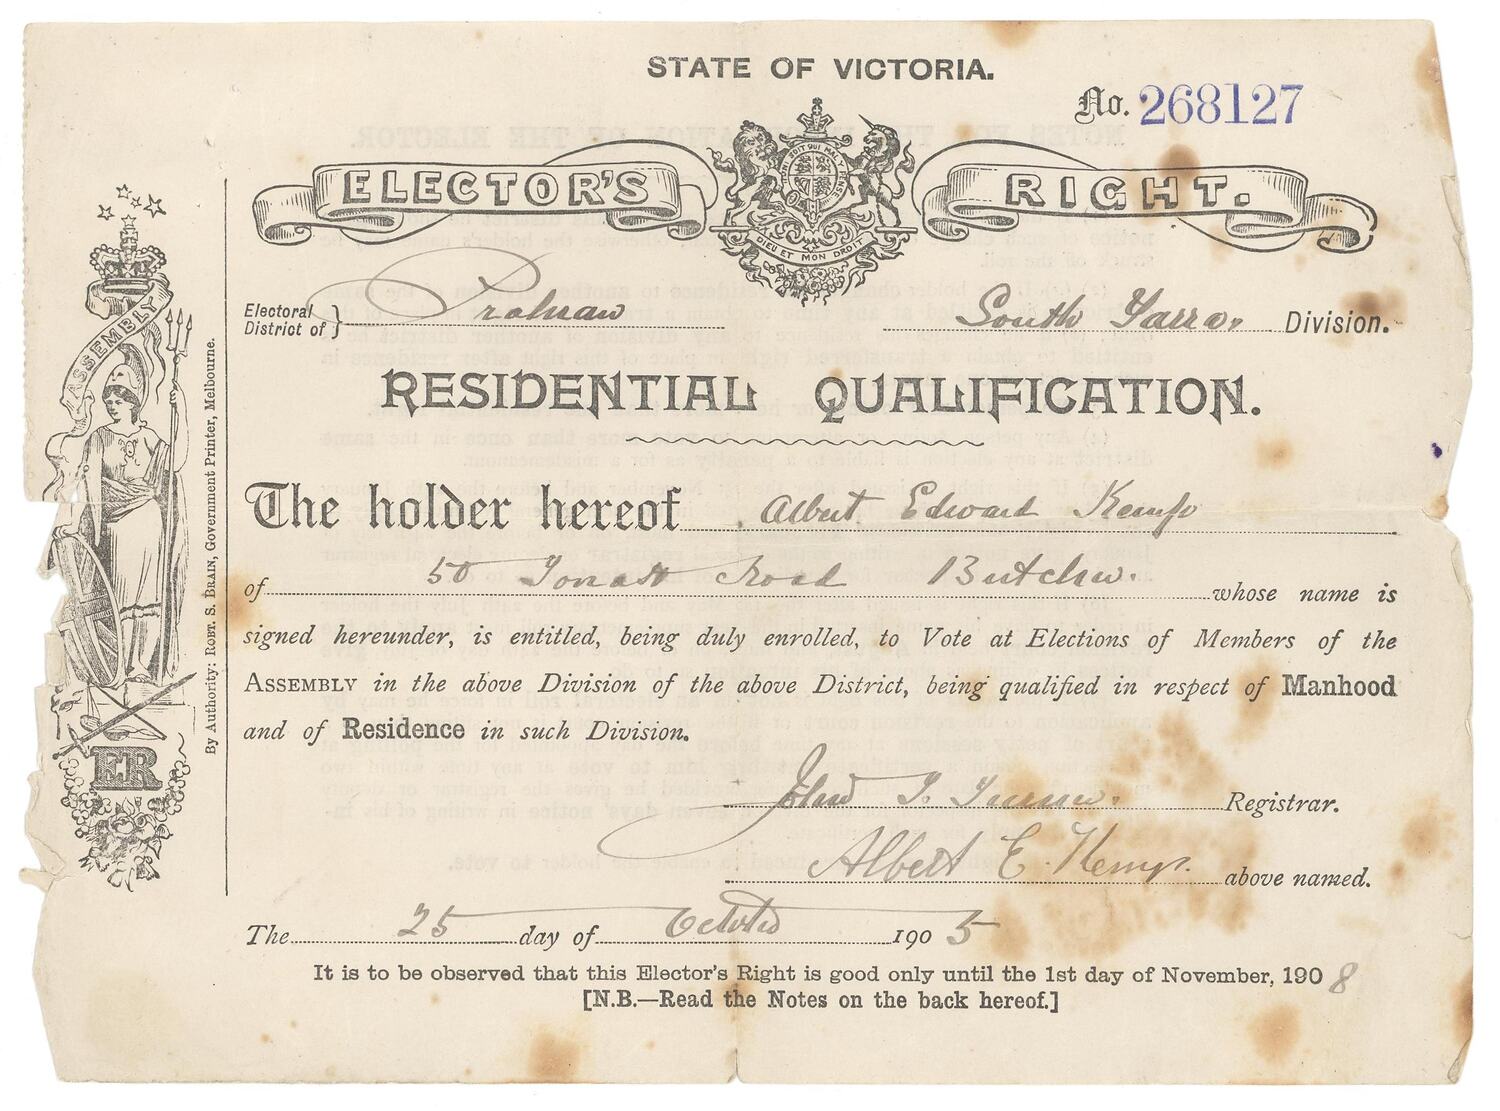 STATE OF VICTORIA.
No. 268127
ELECTOR'S RIGHT.
HONI SOIT QUI MAL Y PENSE
DIEU ET MON DROIT
Electoral District of } Prahran South Yarra. Division.
RESIDENTIAL QUALIFICATION.
The holder hereof Albert Edward Kemp
of 50 Road Butcher. whose name is
signed hereunder, is entitled, being duly enrolled, to Vote at Elections of Members of the
ASSEMBLY in the above Division of the above District, being qualified in respect of Manhood
and of Residence in such Division.
John T. Registrar.
Albert E. Kemp. above named.
The 25 day of October 1905
It is to be observed that this Elector's Right is good only until the 1st day of November, 1908
[N.B.—Read the Notes on the back hereof.]
ASSEMBLY
ER
By Authority: ROBT. S. BRAIN, Government Printer, Melbourne.